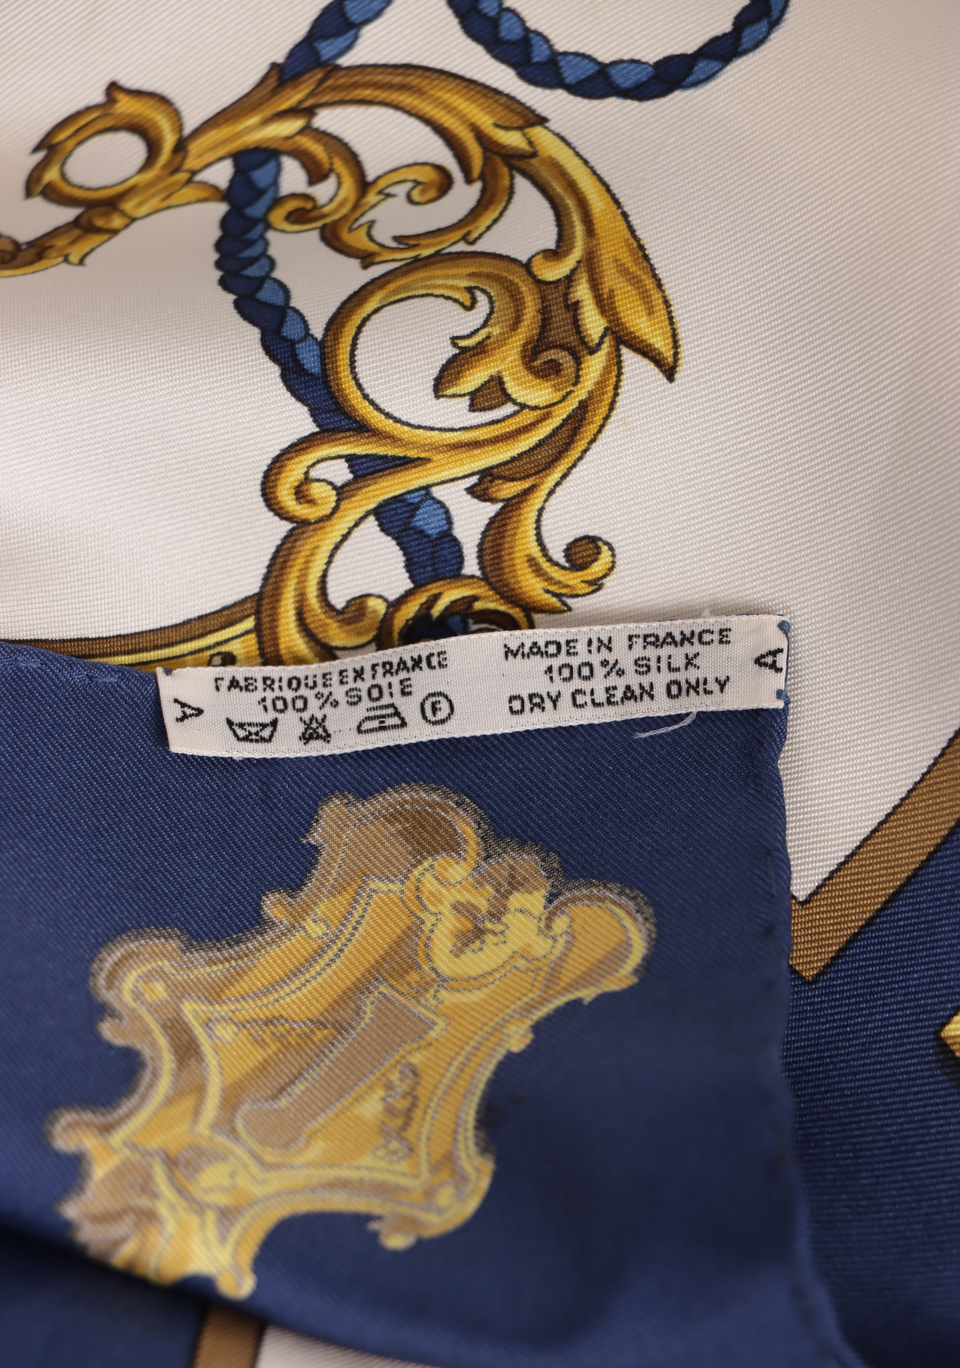 A
FABRIQUE EN FRANCE
100% SOIE
F
MADE IN FRANCE
100% SILK
DRY CLEAN ONLY
A